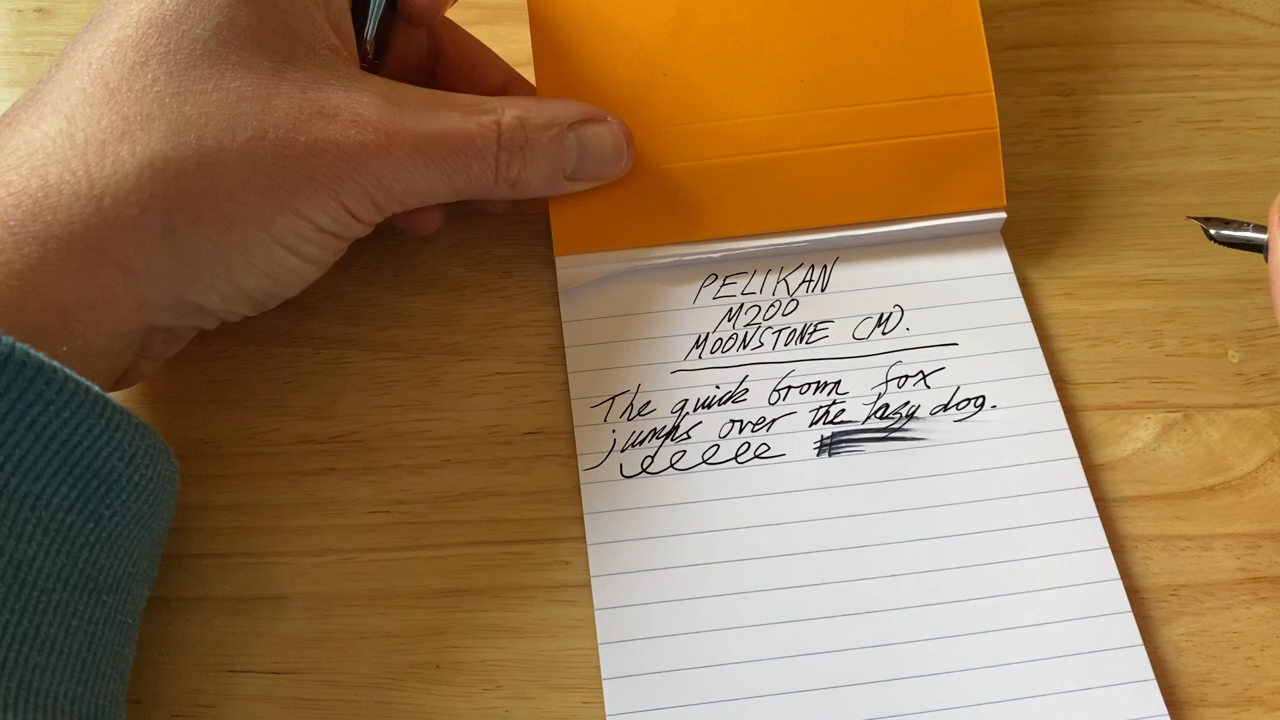 PELIKAN
M200
MOONSTONE (M).
The quick brown fox
jumps over the lazy dog.